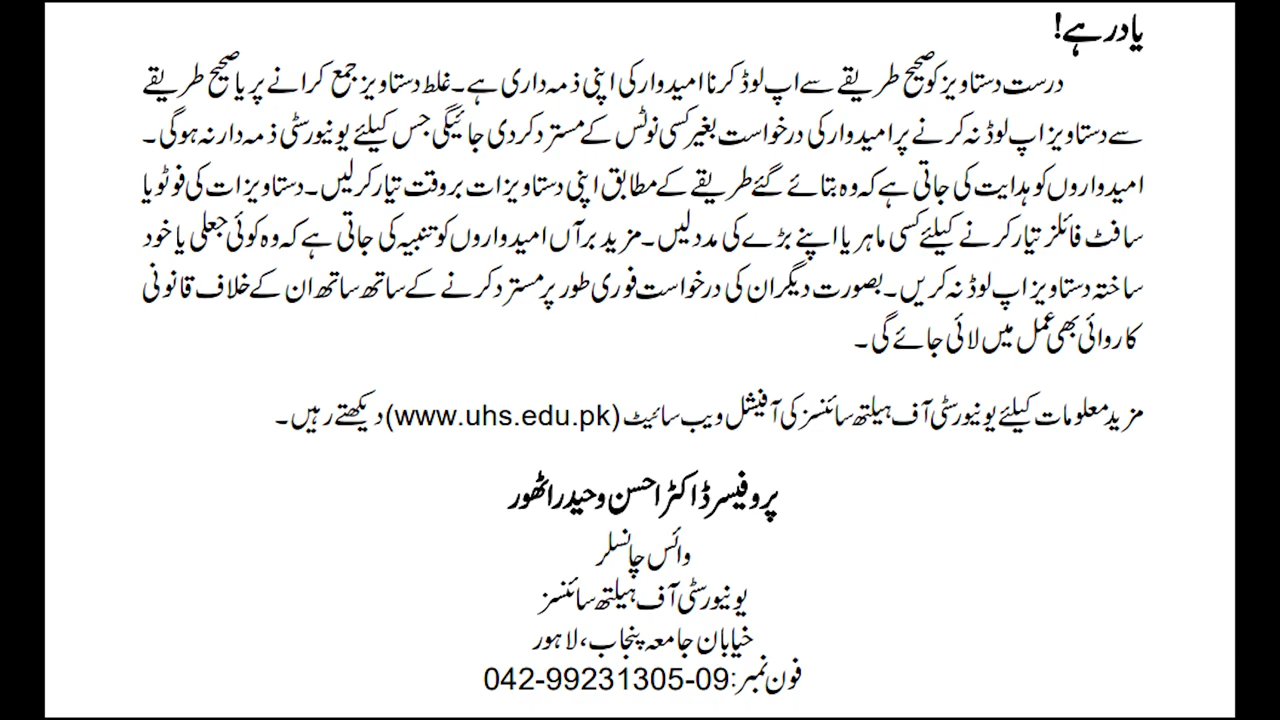 یاد رہے!
درست دستاویز کو صحیح طریقے سے اپ لوڈ کرنا امیدوار کی اپنی ذمہ داری ہے۔ غلط دستاویز جمع کرانے پر یا صحیح طریقے
سے دستاویز اپ لوڈ نہ کرنے پر امیدوار کی درخواست بغیر کسی نوٹس کے مسترد کر دی جائیگی جس کیلئے یونیورسٹی ذمہ دار نہ ہو گی۔
امیدواروں کو ہدایت کی جاتی ہے کہ وہ بتائے گئے طریقے کے مطابق اپنی دستاویزات بروقت تیار کر لیں۔ دستاویزات کی فوٹو یا
سافٹ فائلز تیار کرنے کیلئے کسی ماہر یا اپنے بڑے کی مدد لیں۔ مزید برآں امیدواروں کو تنبیہ کی جاتی ہے کہ وہ کوئی جعلی یا خود
ساختہ دستاویز اپ لوڈ نہ کریں۔ بصورت دیگر ان کی درخواست فوری طور پر مسترد کرنے کے ساتھ ساتھ ان کے خلاف قانونی
کاروائی بھی عمل میں لائی جائے گی۔
مزید معلومات کیلئے یونیورسٹی آف ہیلتھ سائنسز کی آفیشل ویب سائیٹ (www.uhs.edu.pk) دیکھتے رہیں۔
پروفیسر ڈاکٹر احسن وحید راٹھور
وائس چانسلر
یونیورسٹی آف ہیلتھ سائنسز
خیابان جامعہ پنجاب، لاہور
فون نمبر: 042-99231305-09